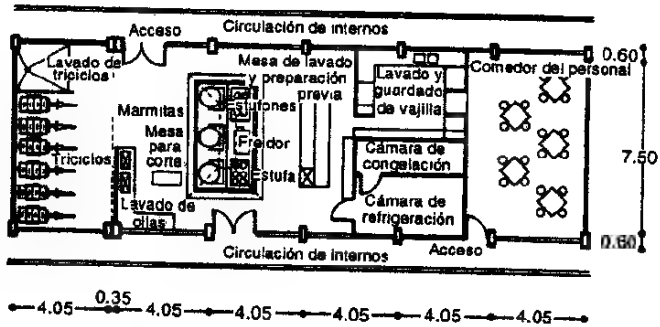 Circulación de internos
Acceso
Lavado de
triciclos
Mesa de lavado
y preparación
previa
Lavado y
guardado
de vajilla
Comedor del personal
0.60
Marmitas
Estufones
Mesa
para
corte
Freidor
Cámara de
congelación
7.50
Triciclos
Estufa
Lavado de
ollas
Cámara de
refrigeración
Acceso
0.60
Circulación de internos
4.05 0.35 4.05 4.05 4.05 4.05 4.05